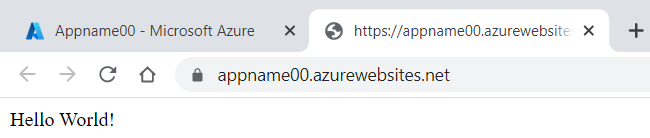 Appname00 - Microsoft Azure
https://appname00.azurewebsite
appname00.azurewebsites.net
Hello World!